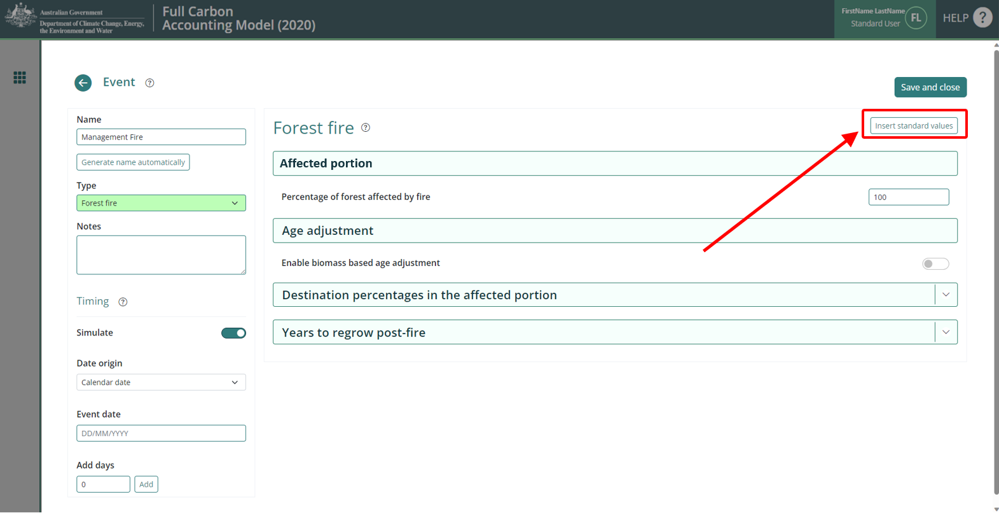 Australian Government
Department of Climate Change, Energy,
the Environment and Water
Full Carbon
Accounting Model (2020)
FirstName LastName
Standard User
FL
HELP ?
Event ?
Save and close
Name
Management Fire
Generate name automatically
Type
Forest fire
Notes
Timing ?
Simulate
Date origin
Calendar date
Event date
DD/MM/YYYY
Add days
0 Add
Forest fire ?
Insert standard values
Affected portion
Percentage of forest affected by fire 100
Age adjustment
Enable biomass based age adjustment
Destination percentages in the affected portion
Years to regrow post-fire